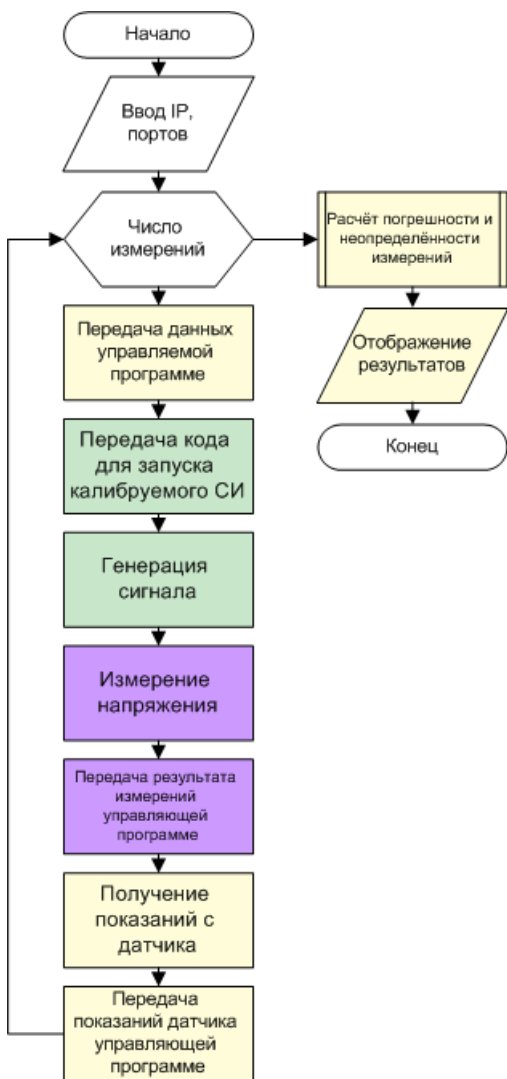 Начало
Ввод IP,
портов
Число
измерений
Передача данных
управляемой
программе
Передача кода
для запуска
калибруемого СИ
Генерация
сигнала
Измерение
напряжения
Передача результата
измерений
управляющей
программе
Получение
показаний с
датчика
Передача
показаний датчика
управляющей
программе
Расчёт погрешности и
неопределённости
измерений
Отображение
результатов
Конец